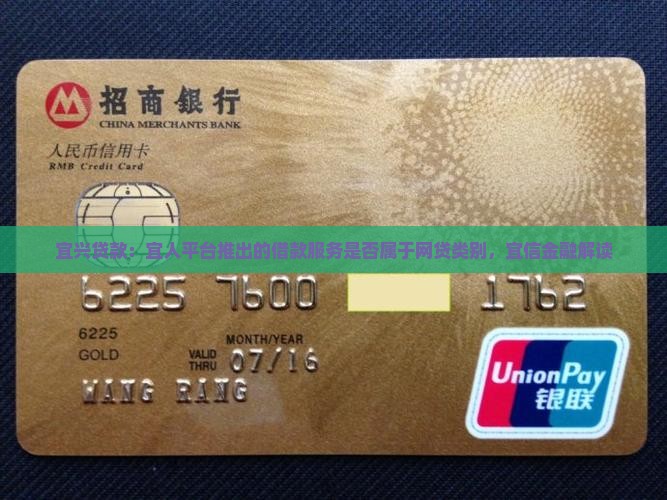 招商银行
CHINA MERCHANTS BANK
人民币信用卡
RMB Credit Card
宜兴贷款：宜人平台推出的借款服务是否属于网贷类别，宜信金融解读
6225 7600 1762
6225
MONTH/YEAR
GOLD VALID THRU 07/16
WANG RANG
UnionPay
银联